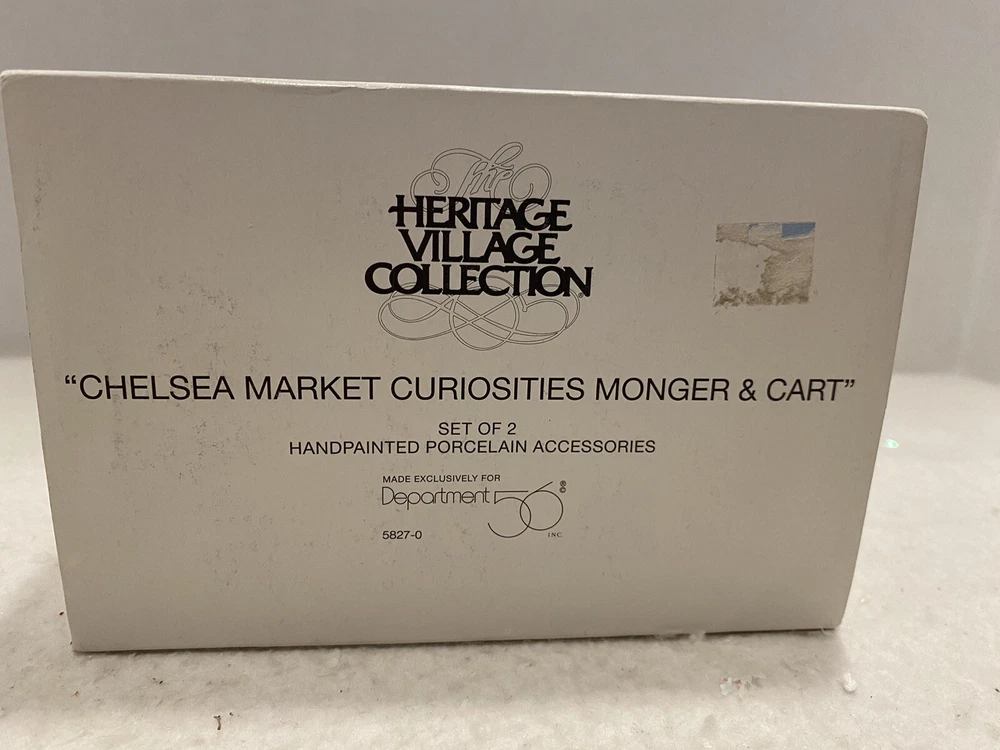 The
HERITAGE
VILLAGE
COLLECTION®
“CHELSEA MARKET CURIOSITIES MONGER & CART”
SET OF 2
HANDPAINTED PORCELAIN ACCESSORIES
MADE EXCLUSIVELY FOR
Department 56 ® ©
INC.
5827-0